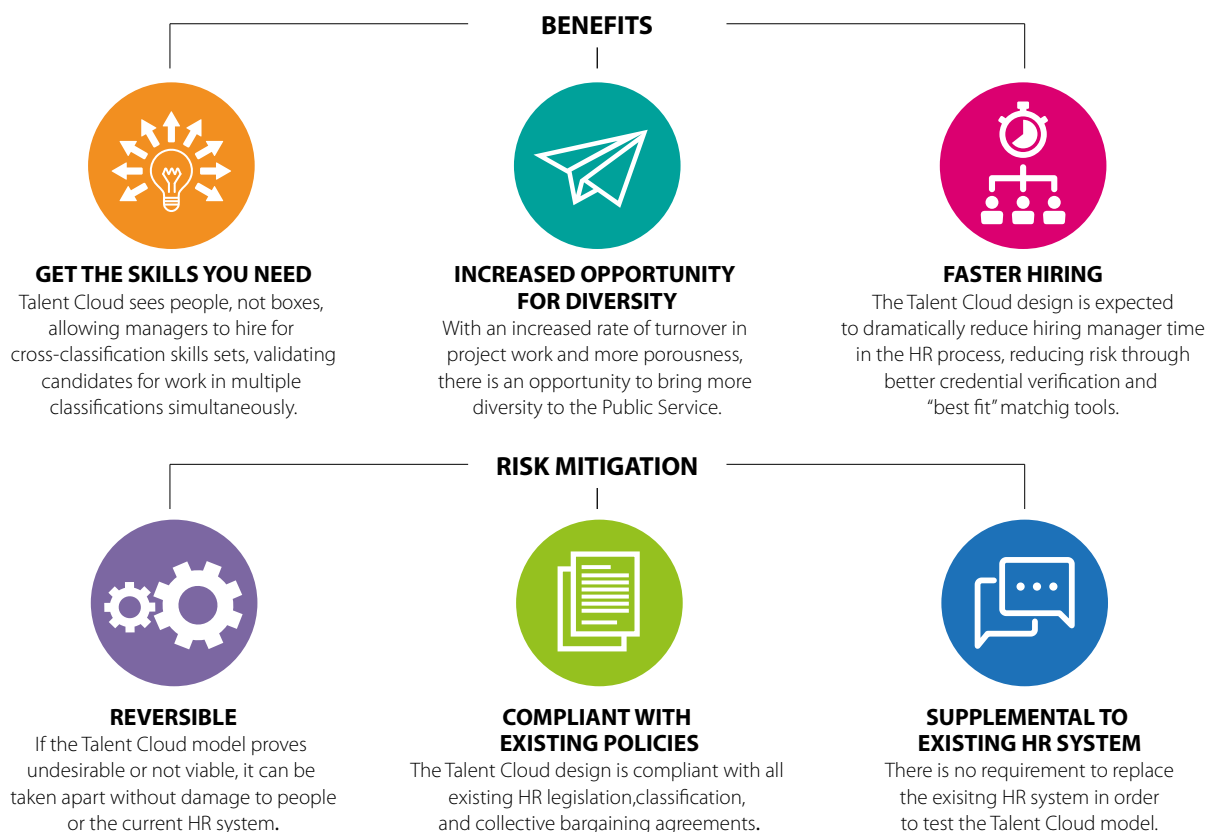 BENEFITS
GET THE SKILLS YOU NEED
Talent Cloud sees people, not boxes,
allowing managers to hire for
cross-classification skills sets, validating
candidates for work in multiple
classifications simultaneously.
INCREASED OPPORTUNITY
FOR DIVERSITY
With an increased rate of turnover in
project work and more porousness,
there is an opportunity to bring more
diversity to the Public Service.
FASTER HIRING
The Talent Cloud design is expected
to dramatically reduce hiring manager time
in the HR process, reducing risk through
better credential verification and
“best fit” matchig tools.
RISK MITIGATION
REVERSIBLE
If the Talent Cloud model proves
undesirable or not viable, it can be
taken apart without damage to people
or the current HR system.
COMPLIANT WITH
EXISTING POLICIES
The Talent Cloud design is compliant with all
existing HR legislation,classification,
and collective bargaining agreements.
SUPPLEMENTAL TO
EXISTING HR SYSTEM
There is no requirement to replace
the exisitng HR system in order
to test the Talent Cloud model.